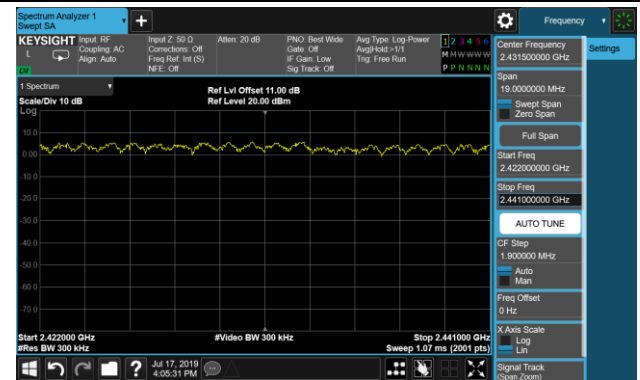 Spectrum Analyzer 1
Swept SA
+
Frequency
KEYSIGHT
Input: RF
Input Z: 50 Ω
Atten: 20 dB
PNO: Best Wide
Avg Type: Log-Power
1 2 3 4 5 6
L
Coupling: AC
Corrections: Off
Gate: Off
Avg|Hold:>1/1
M M W W W W
Align: Auto
Freq Ref: Int (S)
IF Gain: Low
Trig: Free Run
NFE: Off
Sig Track: Off
P P N N N N
1 Spectrum
Ref Lvl Offset 11.00 dB
Scale/Div 10 dB
Ref Level 20.00 dBm
Log
10.0
0.00
-10.0
-20.0
-30.0
-40.0
-50.0
-60.0
-70.0
Start 2.422000 GHz
#Video BW 300 kHz
Stop 2.441000 GHz
#Res BW 300 kHz
Sweep 1.07 ms (2001 pts)
?
Jul 17, 2019
4:05:31 PM
Center Frequency
2.431500000 GHz
Settings
Span
19.0000000 MHz
Swept Span
Zero Span
Full Span
Start Freq
2.422000000 GHz
Stop Freq
2.441000000 GHz
AUTO TUNE
CF Step
1.900000 MHz
Auto
Man
Freq Offset
0 Hz
X Axis Scale
Log
Lin
Signal Track
(Span Zoom)